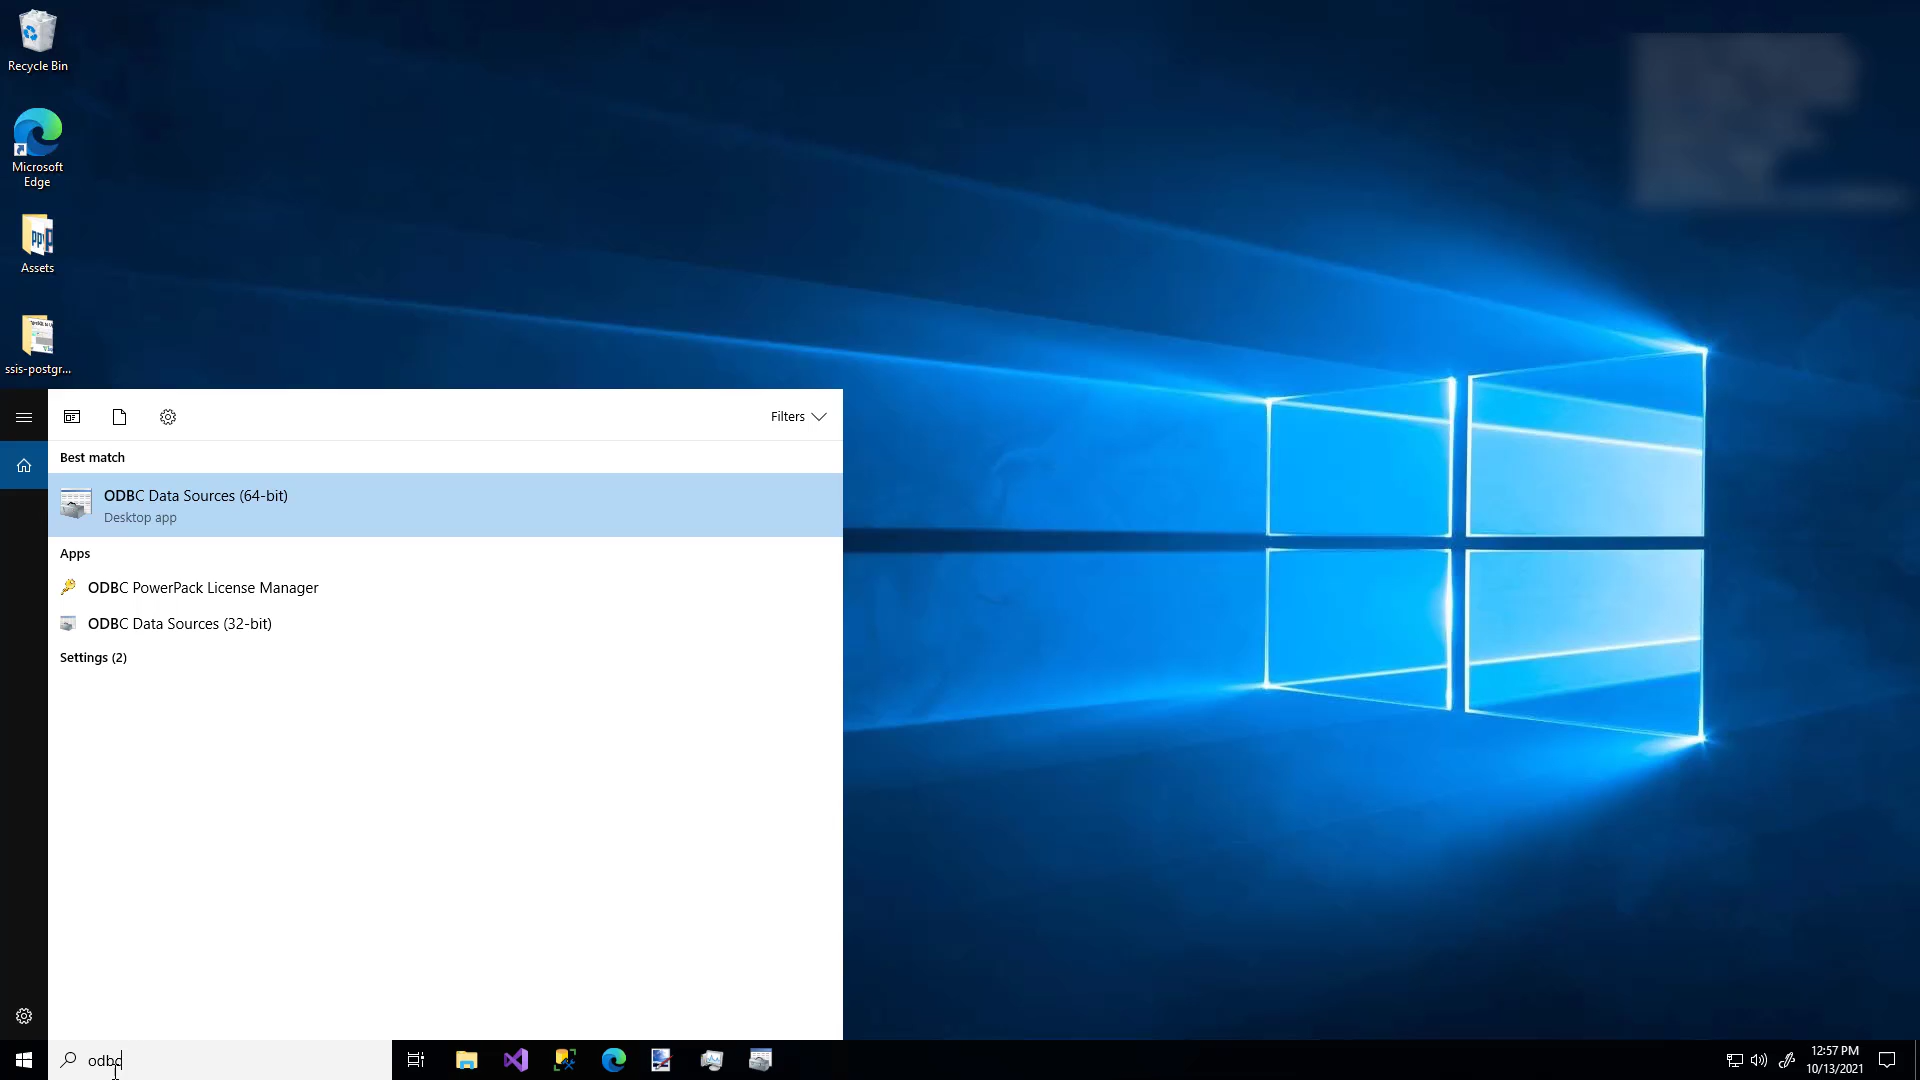 Recycle Bin
Microsoft
Edge
Assets
ssis-postgr...
Filters
Best match
ODBC Data Sources (64-bit)
Desktop app
Apps
ODBC PowerPack License Manager
ODBC Data Sources (32-bit)
Settings (2)
odbc
12:57 PM
10/13/2021